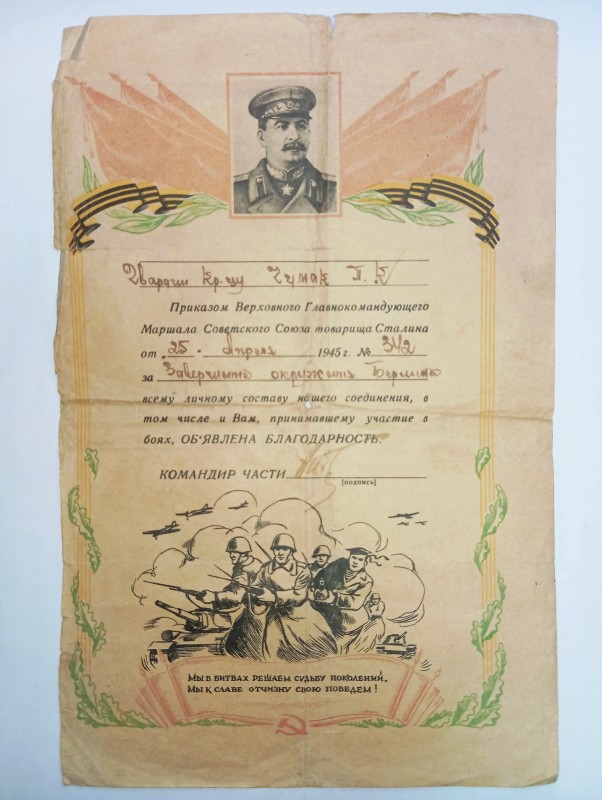 Гвардии кр-цу Чумак П. К
Приказом Верховного Главнокомандующего
Маршала Советского Союза товарища Сталина
от 25 - Апреля 1945 г. № 342
за Завершение окружения Берлина
всему личному составу нашего соединения, в
том числе и Вам, принимавшему участие в
боях, ОБ'ЯВЛЕНА БЛАГОДАРНОСТЬ.
КОМАНДИР ЧАСТИ
(подпись)
МЫ В БИТВАХ РЕШАЕМ СУДЬБУ ПОКОЛЕНИЙ,
МЫ К СЛАВЕ ОТЧИЗНУ СВОЮ ПОВЕДЕМ!